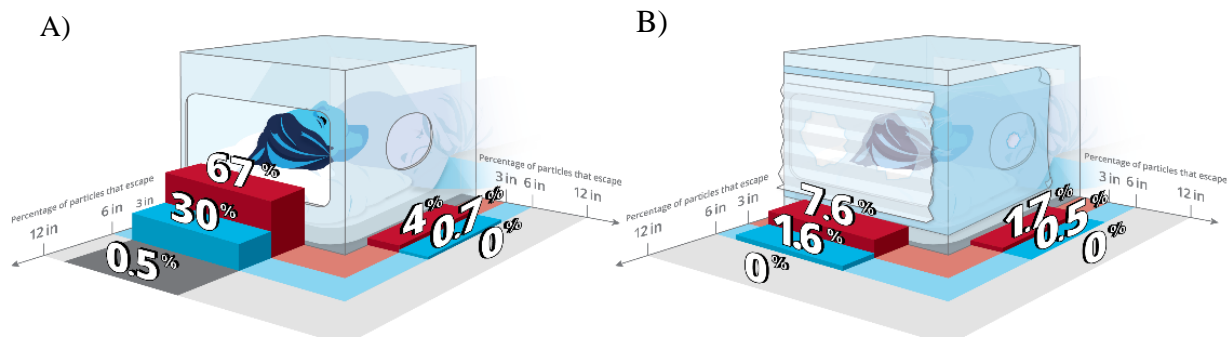 A)
67%
30%
0.5%
4%
0.7%
0%
Percentage of particles that escape
3 in
6 in
12 in
Percentage of particles that escape
3 in
6 in
12 in
B)
7.6%
1.6%
0%
1.7%
0.5%
0%
Percentage of particles that escape
3 in
6 in
12 in
Percentage of particles that escape
3 in
6 in
12 in